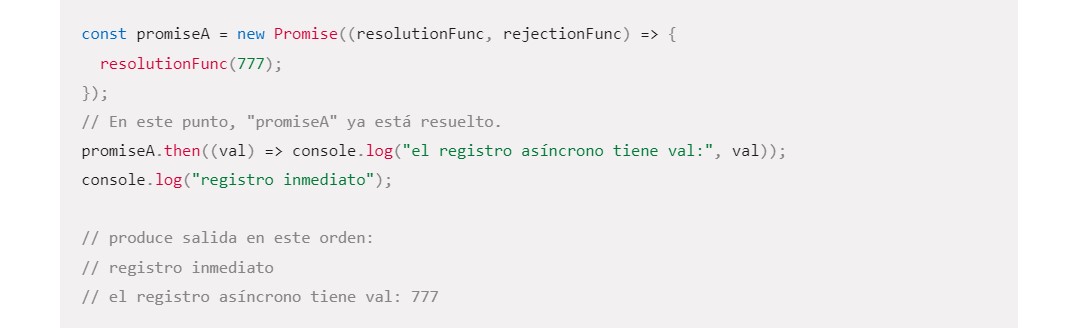 const promiseA = new Promise((resolutionFunc, rejectionFunc) => {
  resolutionFunc(777);
});
// En este punto, "promiseA" ya está resuelto.
promiseA.then((val) => console.log("el registro asíncrono tiene val:", val));
console.log("registro inmediato");

// produce salida en este orden:
// registro inmediato
// el registro asíncrono tiene val: 777